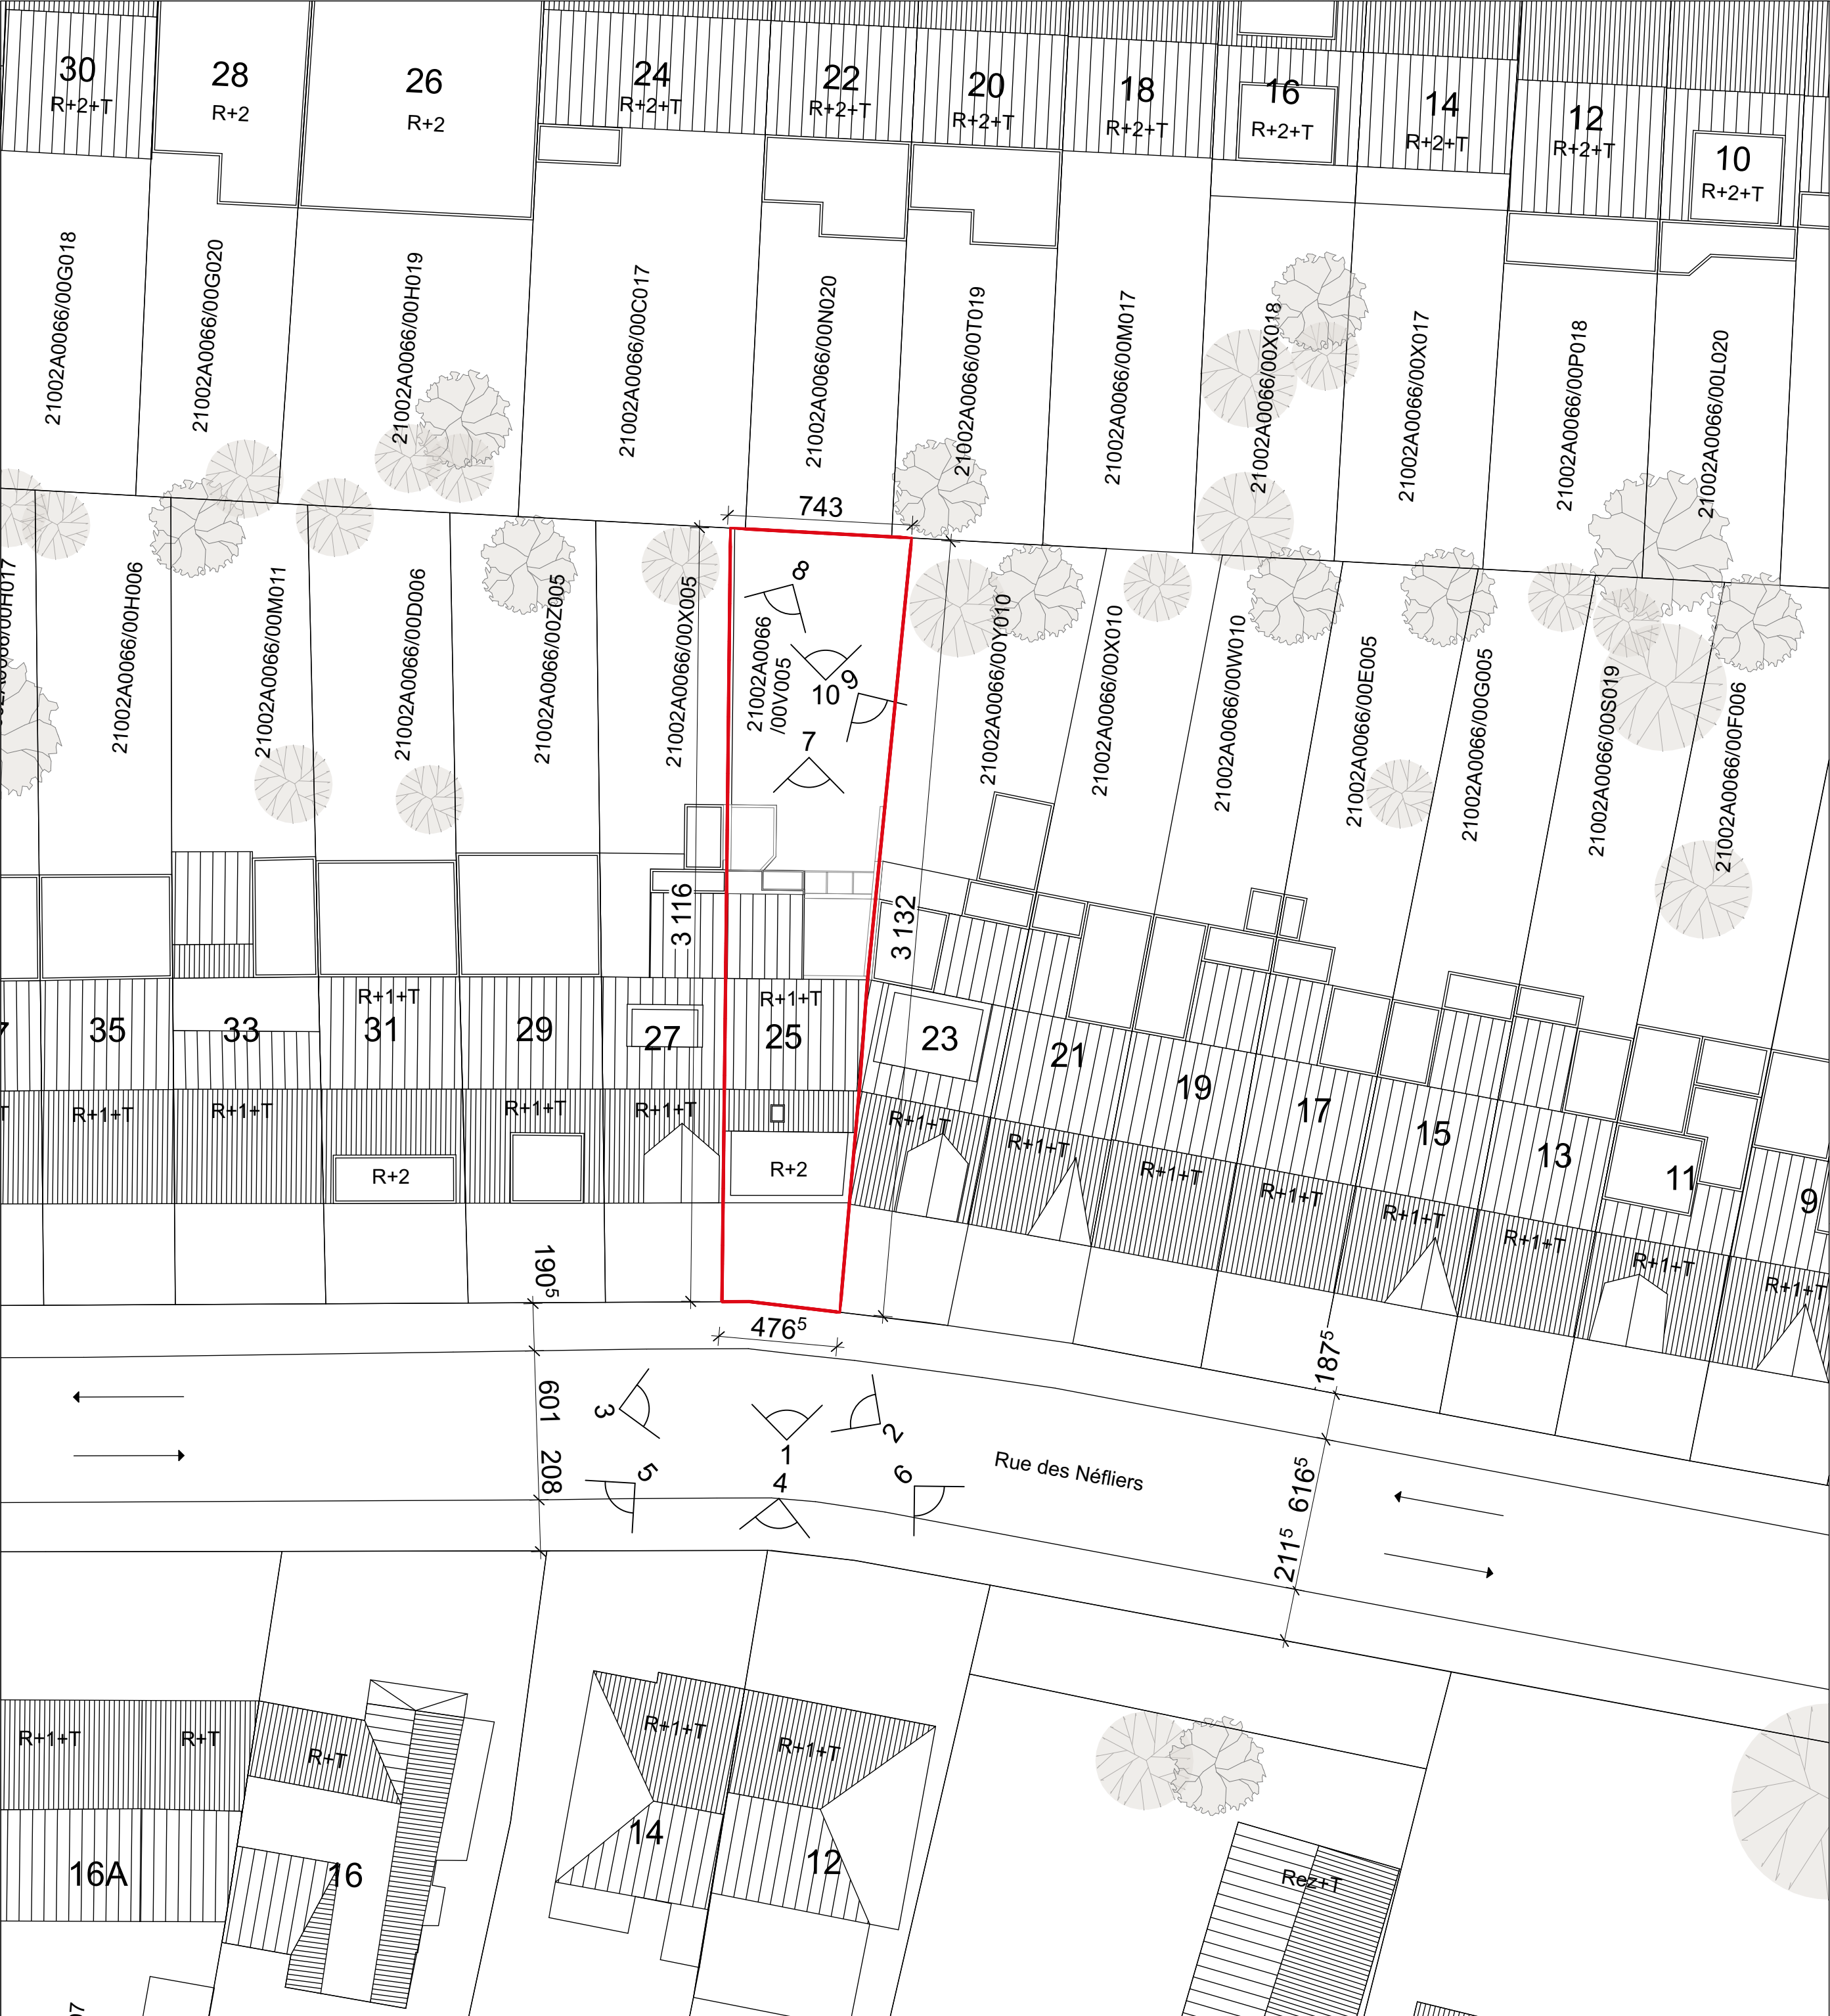 30
R+2+T
28
R+2
26
R+2
24
R+2+T
22
R+2+T
20
R+2+T
18
R+2+T
16
R+2+T
14
R+2+T
12
R+2+T
10
R+2+T
21002A0066/00G018
21002A0066/00G020
21002A0066/00H019
21002A0066/00C017
21002A0066/00N020
21002A0066/00T019
21002A0066/00M017
21002A0066/00X018
21002A0066/00X017
21002A0066/00P018
21002A0066/00L020
743
21002A0066/00H006
21002A0066/00M011
21002A0066/00D006
21002A0066/00Z005
21002A0066/00X005
21002A0066
/00V005
21002A0066/00Y010
21002A0066/00X010
21002A0066/00W010
21002A0066/00E005
21002A0066/00G005
21002A0066/00S019
21002A0066/00F006
8
10
9
7
3 116
3 132
35
R+1+T
33
R+1+T
R+1+T
31
R+2
29
R+1+T
27
R+1+T
R+1+T
25
R+2
23
R+1+T
21
R+1+T
19
R+1+T
17
R+1+T
15
R+1+T
13
R+1+T
11
R+1+T
9
R+1+T
190⁵
476⁵
187⁵
601
208
3
1
2
5
4
6
Rue des Néfliers
616⁵
211⁵
R+1+T
R+T
R+T
R+1+T
R+1+T
16A
16
14
12
Rez+T